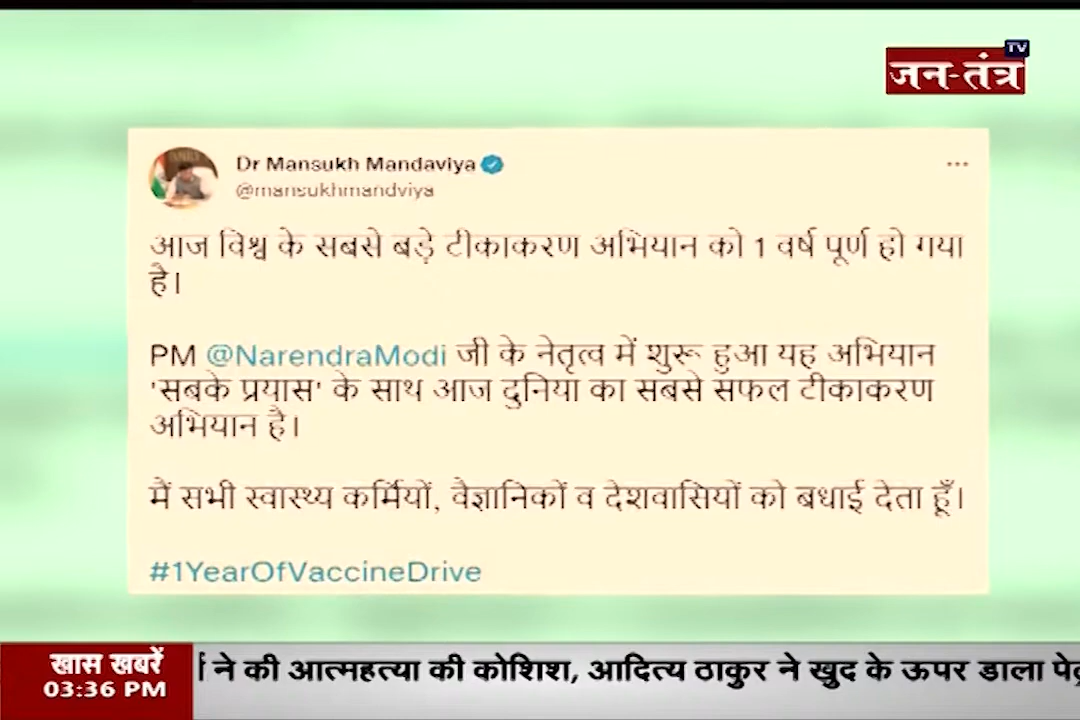 TV
जन-तंत्र
Dr Mansukh Mandaviya
@mansukhmandviya
आज विश्व के सबसे बड़े टीकाकरण अभियान को 1 वर्ष पूर्ण हो गया
है।
PM @NarendraModi जी के नेतृत्व में शुरू हुआ यह अभियान
'सबके प्रयास' के साथ आज दुनिया का सबसे सफल टीकाकरण
अभियान है।
मैं सभी स्वास्थ्य कर्मियों, वैज्ञानिकों व देशवासियों को बधाई देता हूँ।
#1YearOfVaccineDrive
खास खबरें
03:36 PM
ने की आत्महत्या की कोशिश, आदित्य ठाकुर ने खुद के ऊपर डाला